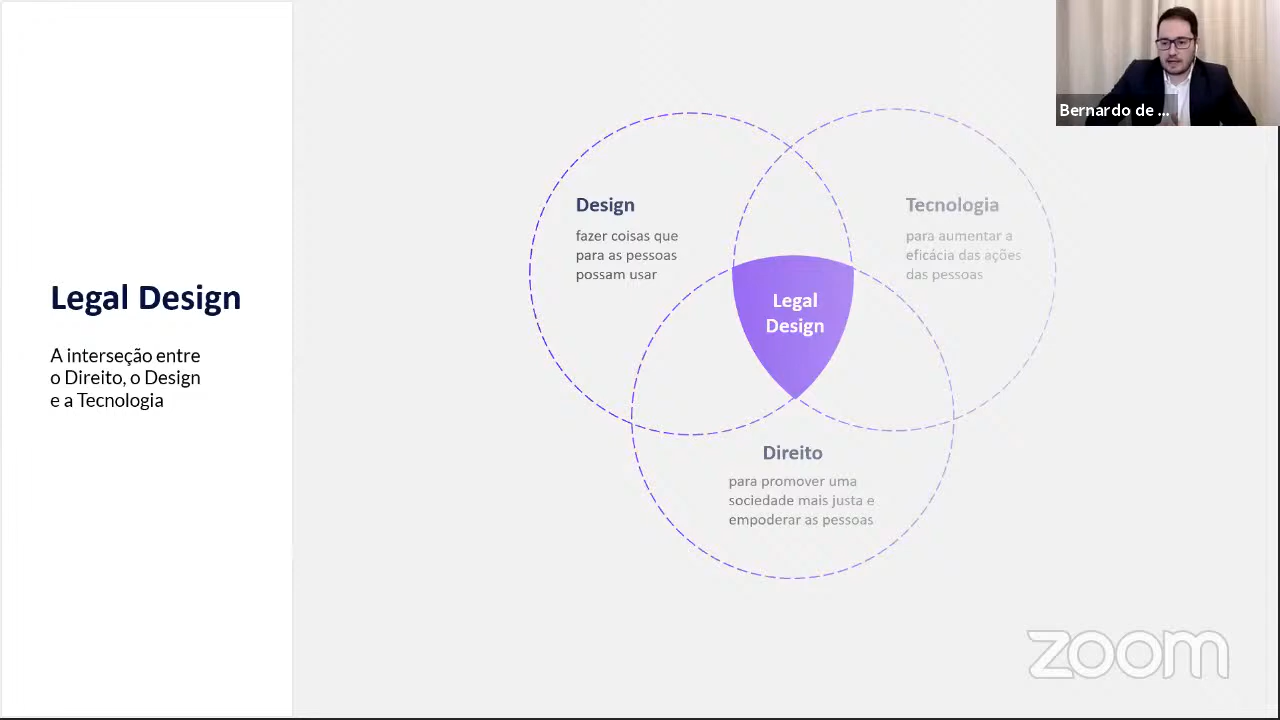 Legal Design
A interseção entre
o Direito, o Design
e a Tecnologia
Design
fazer coisas que
para as pessoas
possam usar
Tecnologia
para aumentar a
eficácia das ações
das pessoas
Legal
Design
Direito
para promover uma
sociedade mais justa e
empoderar as pessoas
Bernardo de ...
zoom